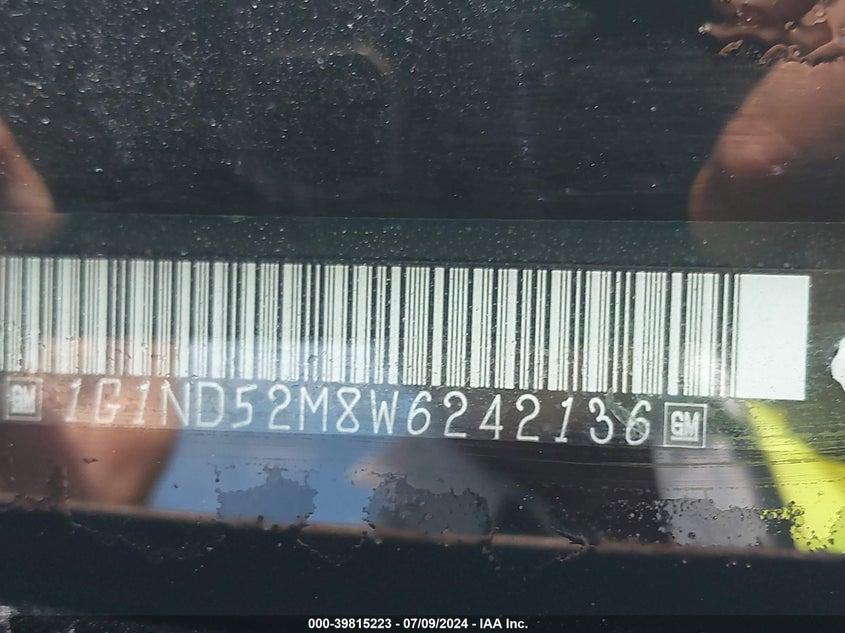 GM 1G1ND52M8W6242136 GM
000-39815223 - 07/09/2024 - IAA Inc.